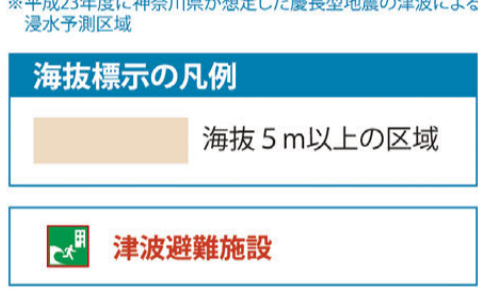 ※平成23年度に神奈川県が想定した慶長型地震の津波による
浸水予測区域
海抜標示の凡例
海抜5m以上の区域
津波避難施設